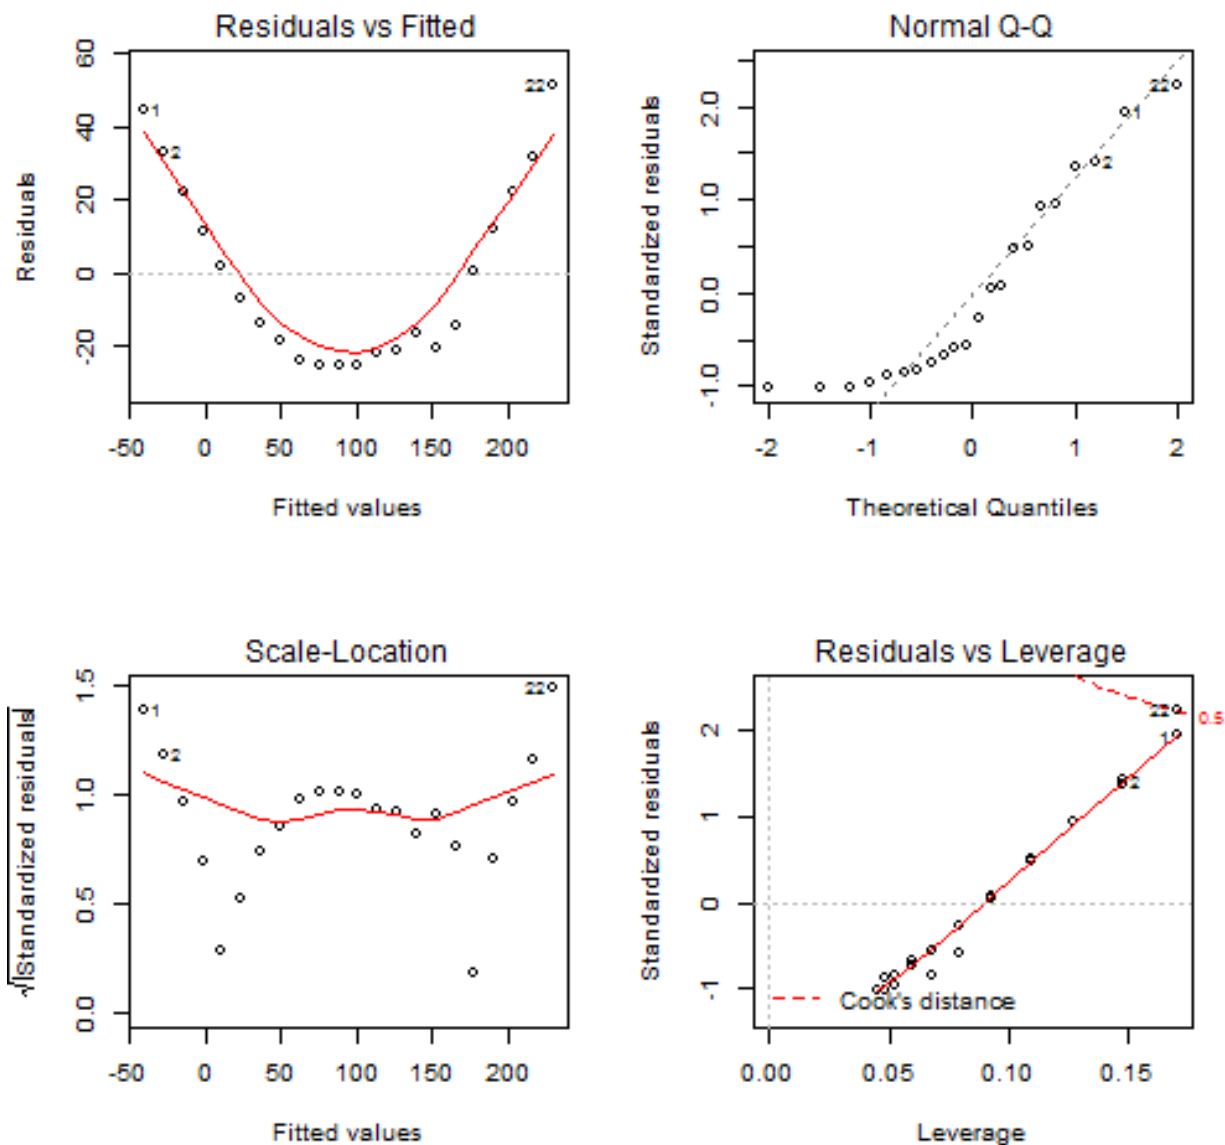 Residuals vs Fitted
Residuals
60
40
20
0
-20
1
2
22
-50 0 50 100 150 200
Fitted values
Normal Q-Q
Standardized residuals
2.0
1.0
0.0
-1.0
22
1
2
-2 -1 0 1 2
Theoretical Quantiles
Scale-Location
√|Standardized residuals|
1.5
1.0
0.5
0.0
1
2
22
-50 0 50 100 150 200
Fitted values
Residuals vs Leverage
Standardized residuals
2
1
0
-1
22
1
2
0.5
Cook's distance
0.00 0.05 0.10 0.15
Leverage